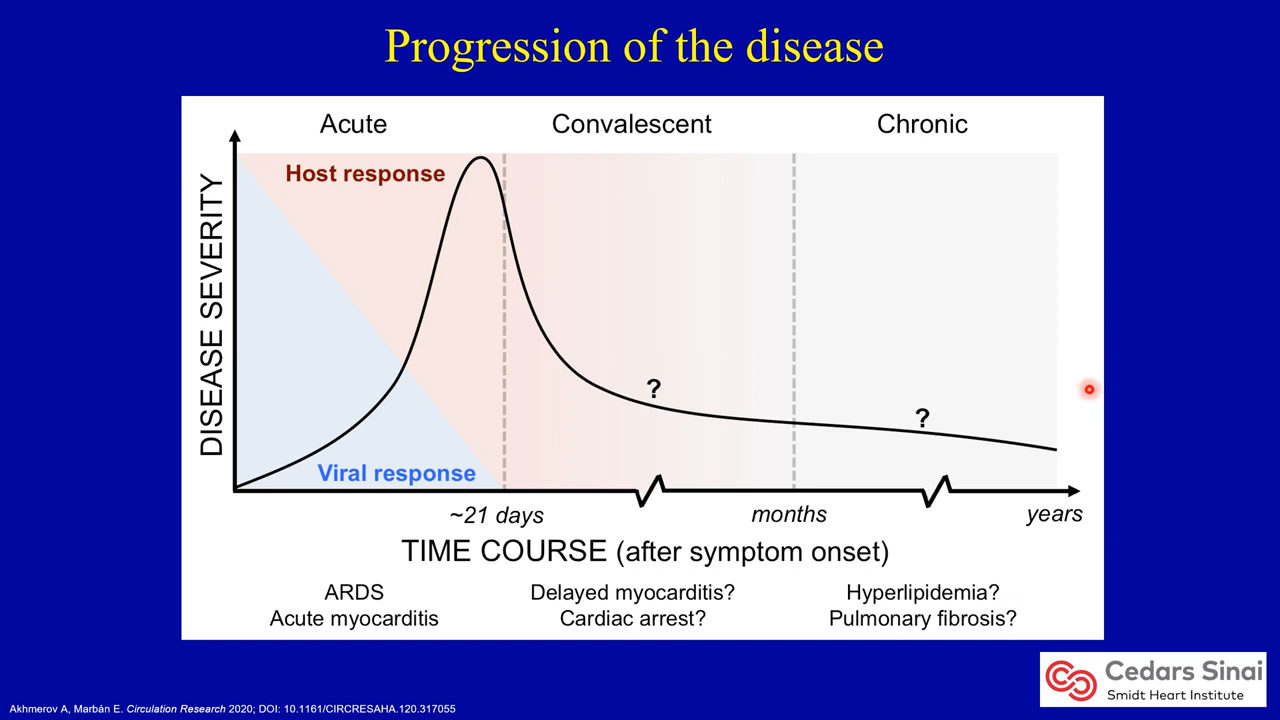 Progression of the disease
Acute
Convalescent
Chronic
Host response
DISEASE SEVERITY
?
?
Viral response
~21 days
months
years
TIME COURSE (after symptom onset)
ARDS
Acute myocarditis
Delayed myocarditis?
Cardiac arrest?
Hyperlipidemia?
Pulmonary fibrosis?
Cedars Sinai
Smidt Heart Institute
Akhmerov A, Marbán E. Circulation Research 2020; DOI: 10.1161/CIRCRESAHA.120.317055